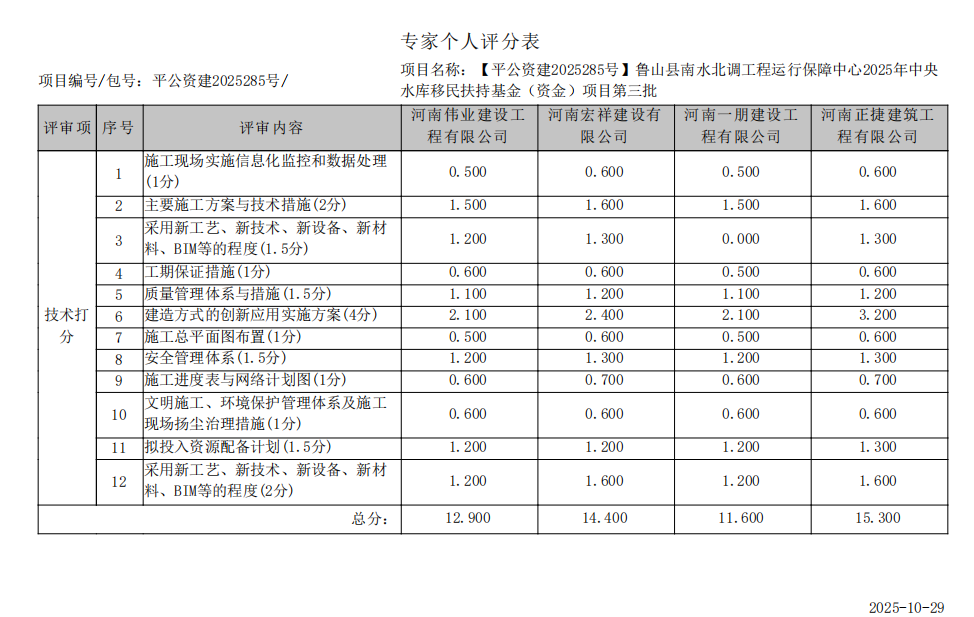 专家个人评分表
项目编号/包号: 平公资建2025285号/
项目名称: 【平公资建2025285号】鲁山县南水北调工程运行保障中心2025年中央
水库移民扶持基金（资金）项目第三批
评审项 序号 评审内容 河南伟业建设工 河南宏祥建设有 河南一朋建设工 河南正捷建筑工
程有限公司 限公司 程有限公司 程有限公司
技术打
分
1 施工现场实施信息化监控和数据处理 0.500 0.600 0.500 0.600
(1分)
2 主要施工方案与技术措施(2分) 1.500 1.600 1.500 1.600
3 采用新工艺、新技术、新设备、新材 1.200 1.300 0.000 1.300
料、BIM等的程度(1.5分)
4 工期保证措施(1分) 0.600 0.600 0.500 0.600
5 质量管理体系与措施(1.5分) 1.100 1.200 1.100 1.200
6 建造方式的创新应用实施方案(4分) 2.100 2.400 2.100 3.200
7 施工总平面图布置(1分) 0.500 0.600 0.500 0.600
8 安全管理体系(1.5分) 1.200 1.300 1.200 1.300
9 施工进度表与网络计划图(1分) 0.600 0.700 0.600 0.700
10 文明施工、环境保护管理体系及施工 0.600 0.600 0.600 0.600
现场扬尘治理措施(1分)
11 拟投入资源配备计划(1.5分) 1.200 1.200 1.200 1.300
12 采用新工艺、新技术、新设备、新材 1.200 1.600 1.200 1.600
料、BIM等的程度(2分)
总分: 12.900 14.400 11.600 15.300
2025-10-29